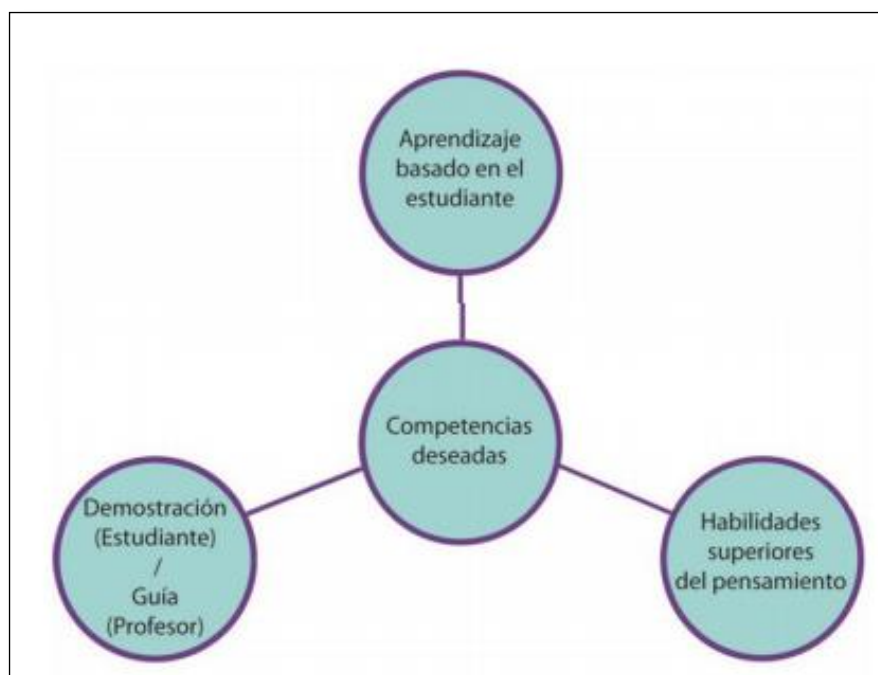 Aprendizaje
basado en el
estudiante
Competencias
deseadas
Demostración
(Estudiante)
/
Guía
(Profesor)
Habilidades
superiores
del pensamiento